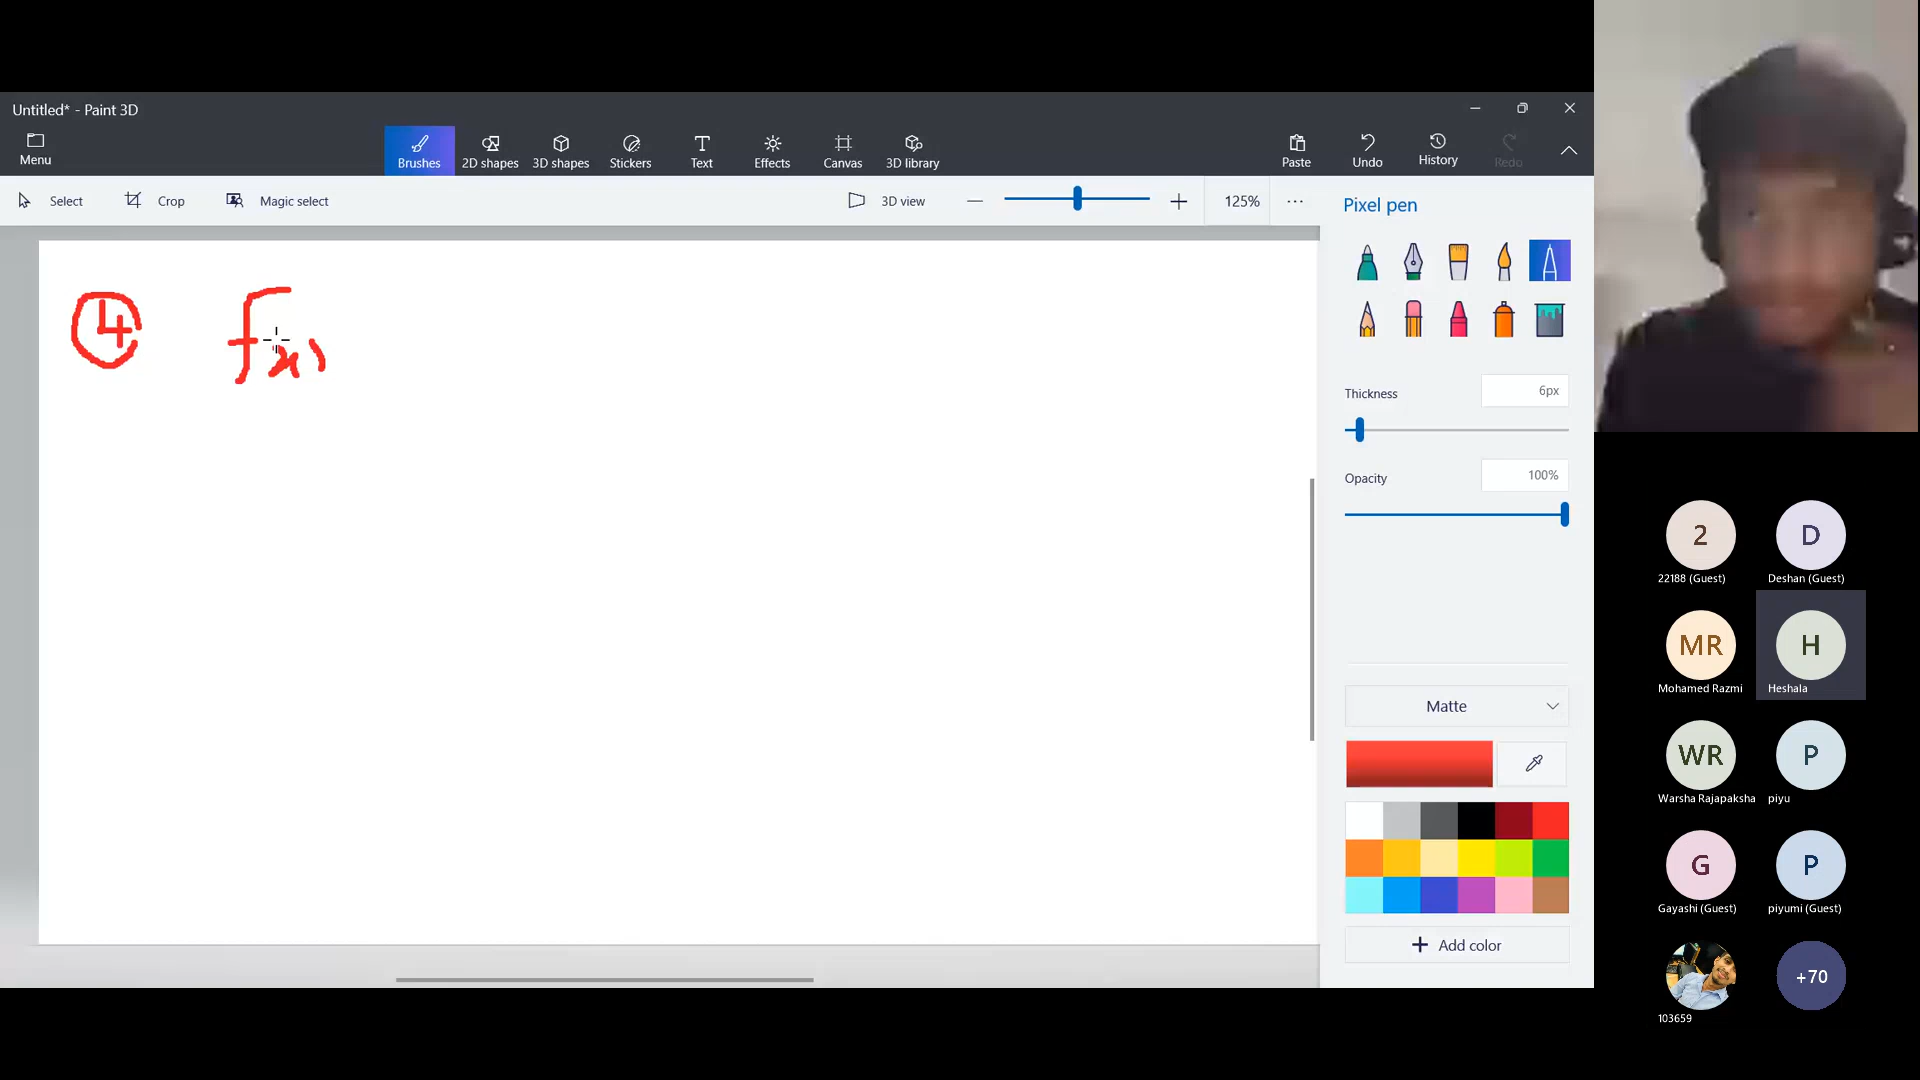 Untitled* - Paint 3D
Menu
Brushes
2D shapes
3D shapes
Stickers
Text
Effects
Canvas
3D library
Paste
Undo
History
Redo
Select
Crop
Magic select
3D view
125%
Pixel pen
4 fx)
Thickness
6px
Opacity
100%
Matte
Add color
2
D
22188 (Guest)
Deshan (Guest)
MR
H
Mohamed Razmi
Heshala
WR
P
Warsha Rajapaksha
piyu
G
P
Gayashi (Guest)
piyumi (Guest)
+70
103659